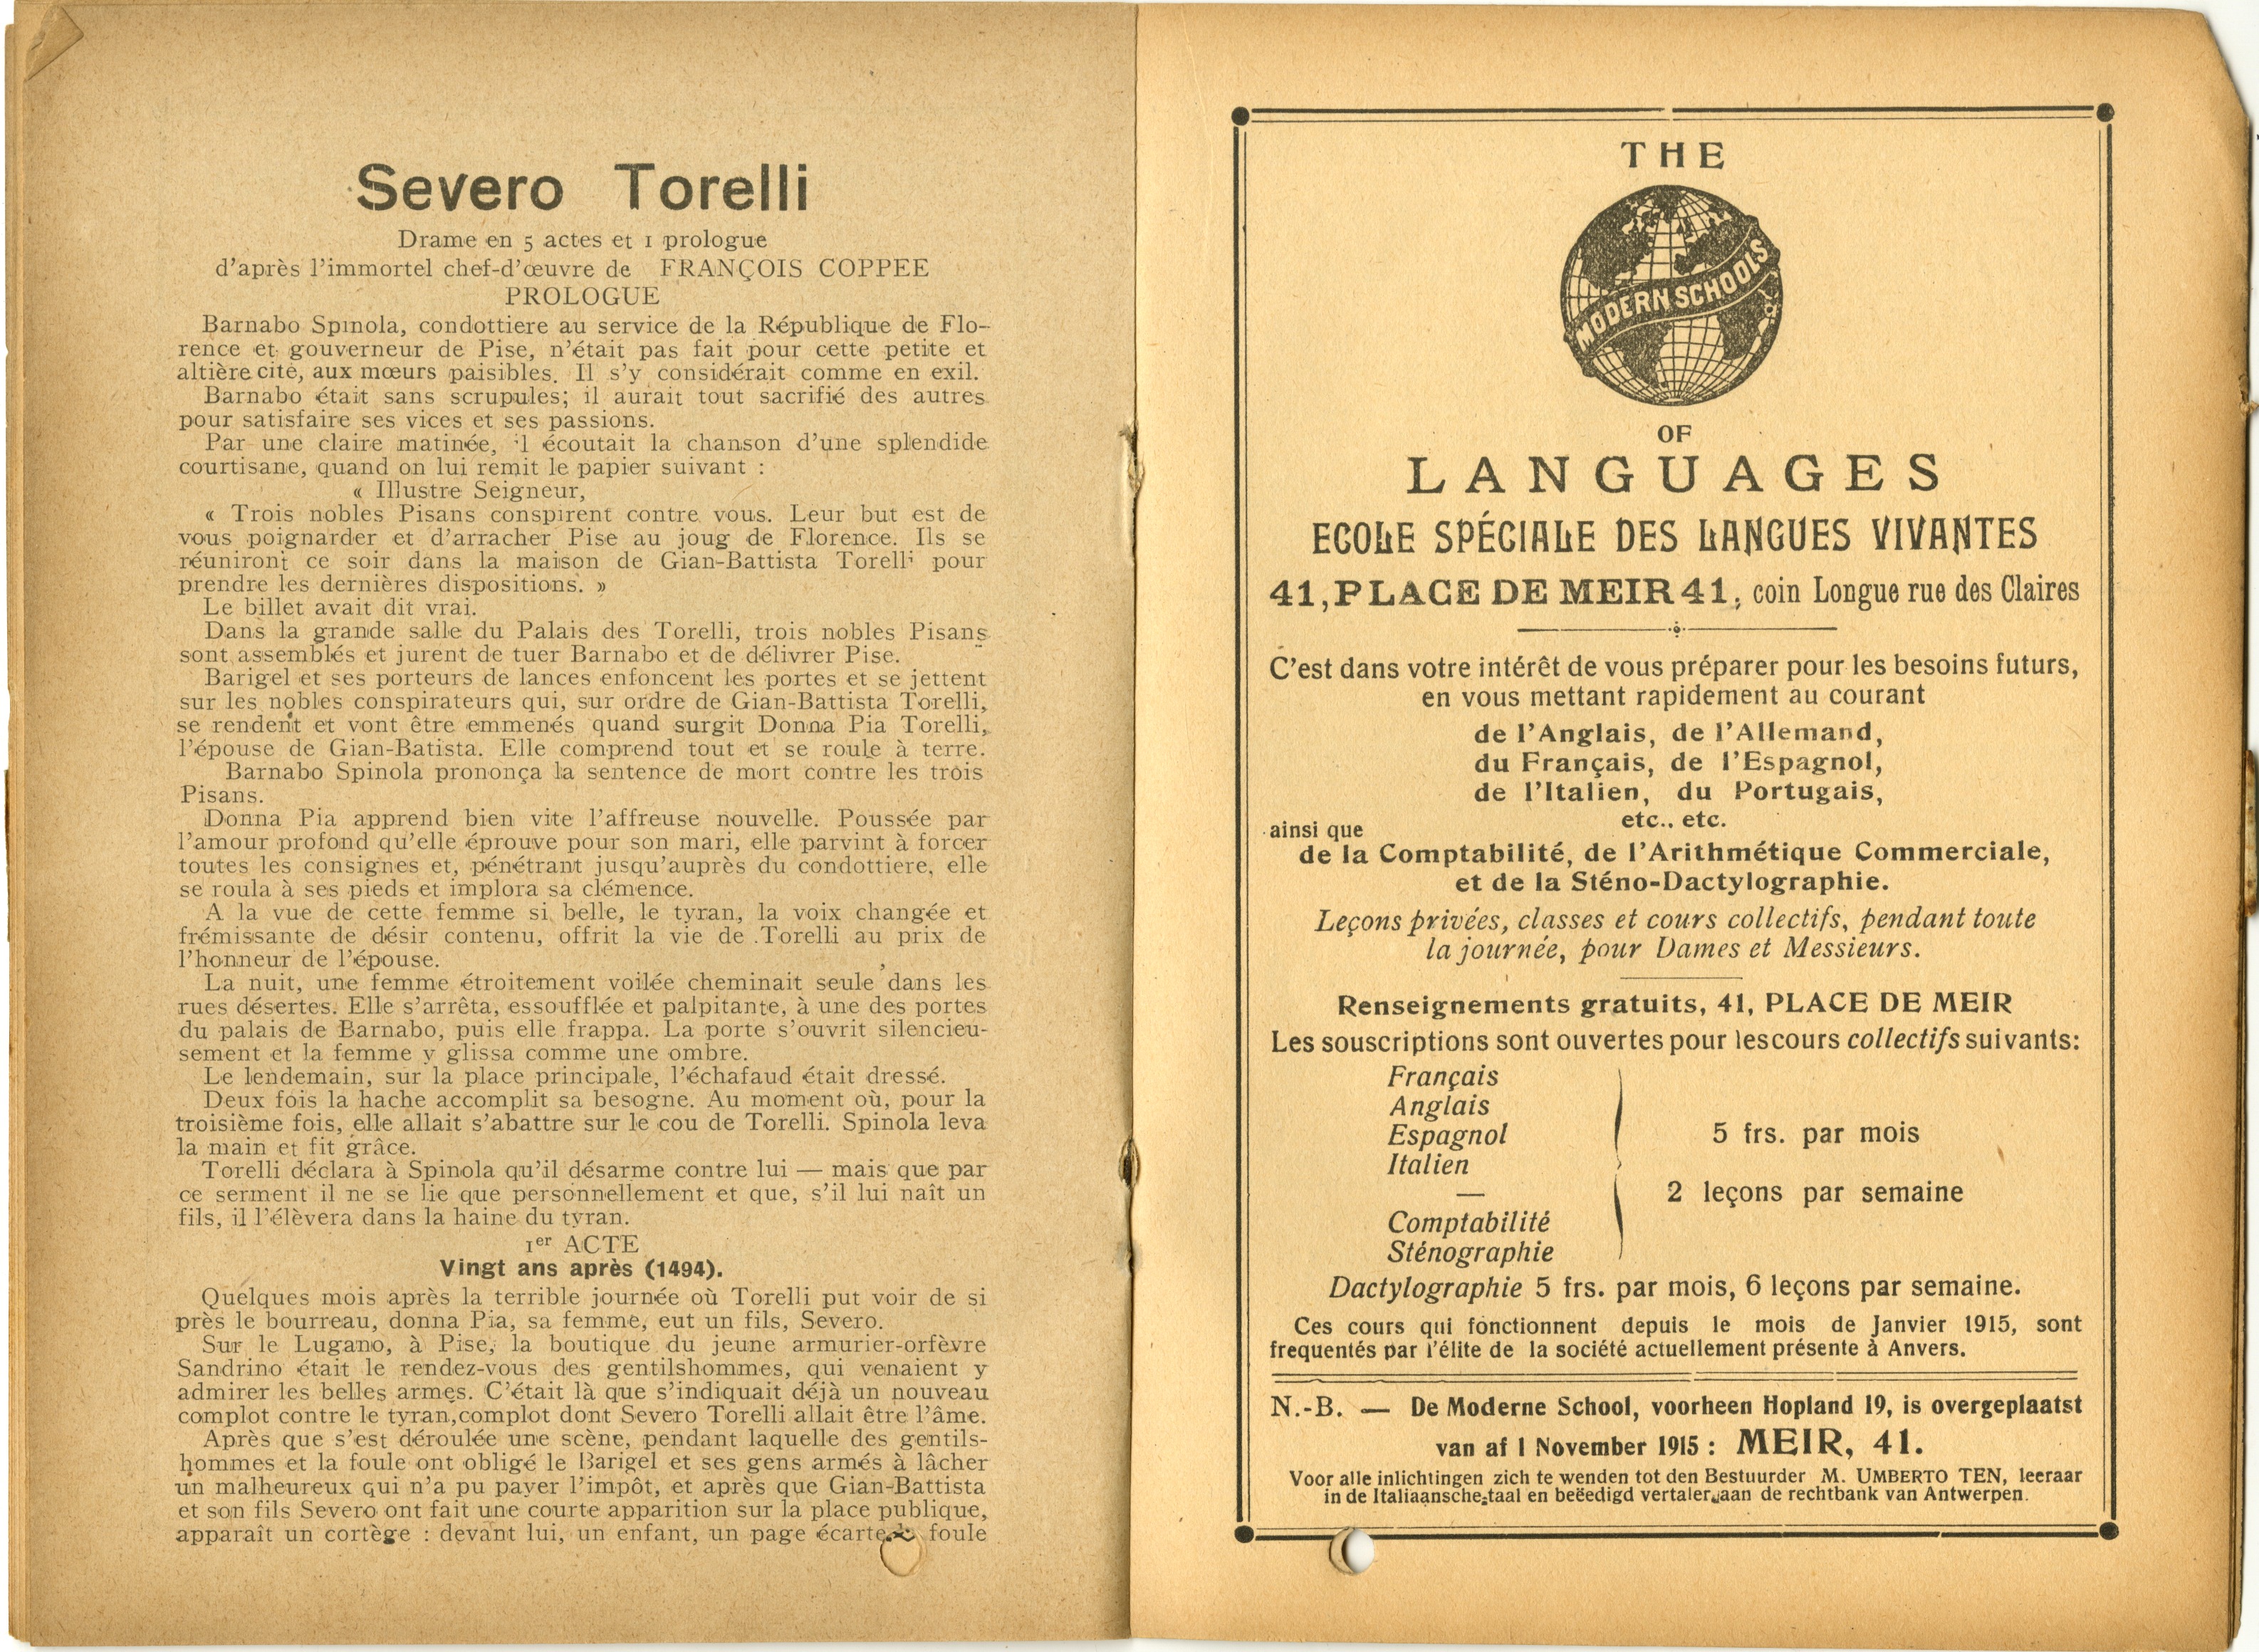 Severo Torelli
Drame en 5 actes et 1 prologue
d'après l'immortel chef-d'œuvre de FRANÇOIS COPPEE
PROLOGUE
Barnabo Spinola, condottiere au service de la République de Flo-
rence et gouverneur de Pise, n'était pas fait pour cette petite et
altière cité, aux mœurs paisibles. Il s'y considérait comme en exil.
Barnabo était sans scrupules; il aurait tout sacrifié des autres
pour satisfaire ses vices et ses passions.
Par une claire matinée, il écoutait la chanson d'une splendide
courtisane, quand on lui remit le papier suivant :
« Illustre Seigneur,
« Trois nobles Pisans conspirent contre vous. Leur but est de
vous poignarder et d'arracher Pise au joug de Florence. Ils se
réuniront ce soir dans la maison de Gian-Battista Torelli pour
prendre les dernières dispositions. »
Le billet avait dit vrai.
Dans la grande salle du Palais des Torelli, trois nobles Pisans
sont assemblés et jurent de tuer Barnabo et de délivrer Pise.
Barigel et ses porteurs de lances enfoncent les portes et se jettent
sur les nobles conspirateurs qui, sur ordre de Gian-Battista Torelli,
se rendent et vont être emmenés quand surgit Donna Pia Torelli,
l'épouse de Gian-Batista. Elle comprend tout et se roule à terre.
Barnabo Spinola prononça la sentence de mort contre les trois
Pisans.
Donna Pia apprend bien vite l'affreuse nouvelle. Poussée par
l'amour profond qu'elle éprouve pour son mari, elle parvint à forcer
toutes les consignes et, pénétrant jusqu'auprès du condottiere, elle
se roula à ses pieds et implora sa clémence.
A la vue de cette femme si belle, le tyran, la voix changée et
frémissante de désir contenu, offrit la vie de Torelli au prix de
l'honneur de l'épouse.
La nuit, une femme étroitement voilée cheminait seule dans les
rues désertes. Elle s'arrêta, essoufflée et palpitante, à une des portes
du palais de Barnabo, puis elle frappa. La porte s'ouvrit silencieu-
sement et la femme y glissa comme une ombre.
Le lendemain, sur la place principale, l'échafaud était dressé.
Deux fois la hache accomplit sa besogne. Au moment où, pour la
troisième fois, elle allait s'abattre sur le cou de Torelli. Spinola leva
la main et fit grâce.
Torelli déclara à Spinola qu'il désarme contre lui — mais que par
ce serment il ne se lie que personnellement et que, s'il lui naît un
fils, il l'élèvera dans la haine du tyran.
1er ACTE
Vingt ans après (1494).
Quelques mois après la terrible journée où Torelli put voir de si
près le bourreau, donna Pia, sa femme, eut un fils, Severo.
Sur le Lugano, à Pise, la boutique du jeune armurier-orfèvre
Sandrino était le rendez-vous des gentilshommes, qui venaient y
admirer les belles armes. C'était là que s'indiquait déjà un nouveau
complot contre le tyran, complot dont Severo Torelli allait être l'âme.
Après que s'est déroulée une scène, pendant laquelle des gentils-
hommes et la foule ont obligé le Barigel et ses gens armés à lâcher
un malheureux qui n'a pu payer l'impôt, et après que Gian-Battista
et son fils Severo ont fait une courte apparition sur la place publique,
apparaît un cortège : devant lui, un enfant, un page écarte foule
THE
MODERN SCHOOLS
OF
LANGUAGES
ECOLE SPÉCIALE DES LANGUES VIVANTES
41, PLACE DE MEIR 41, coin Longue rue des Claires
C'est dans votre intérêt de vous préparer pour les besoins futurs,
en vous mettant rapidement au courant
de l'Anglais, de l'Allemand,
du Français, de l'Espagnol,
de l'Italien, du Portugais,
etc., etc.
ainsi que
de la Comptabilité, de l'Arithmétique Commerciale,
et de la Sténo-Dactylographie.
Leçons privées, classes et cours collectifs, pendant toute
la journée, pour Dames et Messieurs.
Renseignements gratuits, 41, PLACE DE MEIR
Les souscriptions sont ouvertes pour lescours collectifs suivants:
Français
Anglais
Espagnol
5 frs. par mois
Italien
—
2 leçons par semaine
Comptabilité
Sténographie
Dactylographie 5 frs. par mois, 6 leçons par semaine.
Ces cours qui fonctionnent depuis le mois de Janvier 1915, sont
frequentés par l'élite de la société actuellement présente à Anvers.
N.-B. — De Moderne School, voorheen Hopland 19, is overgeplaatst
van af 1 November 1915 : MEIR, 41.
Voor alle inlichtingen zich te wenden tot den Bestuurder M. UMBERTO TEN, leeraar
in de Italiaansche taal en beëedigd vertaler aan de rechtbank van Antwerpen.